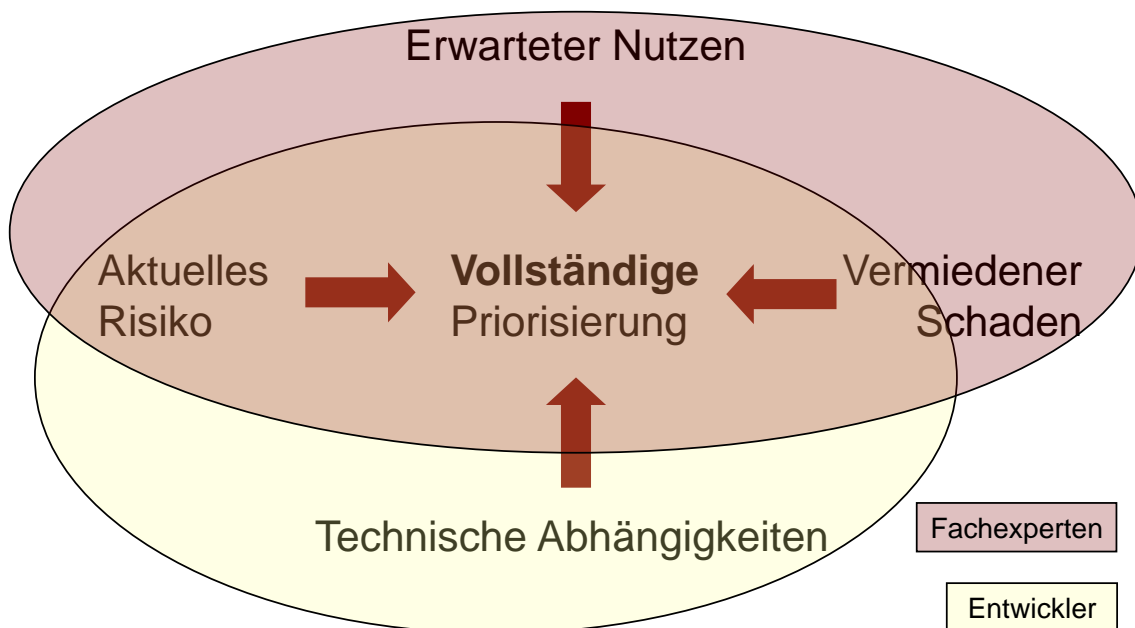 Erwarteter Nutzen
Aktuelles
Risiko
Vollständige
Priorisierung
Vermiedener
Schaden
Technische Abhängigkeiten
Fachexperten
Entwickler